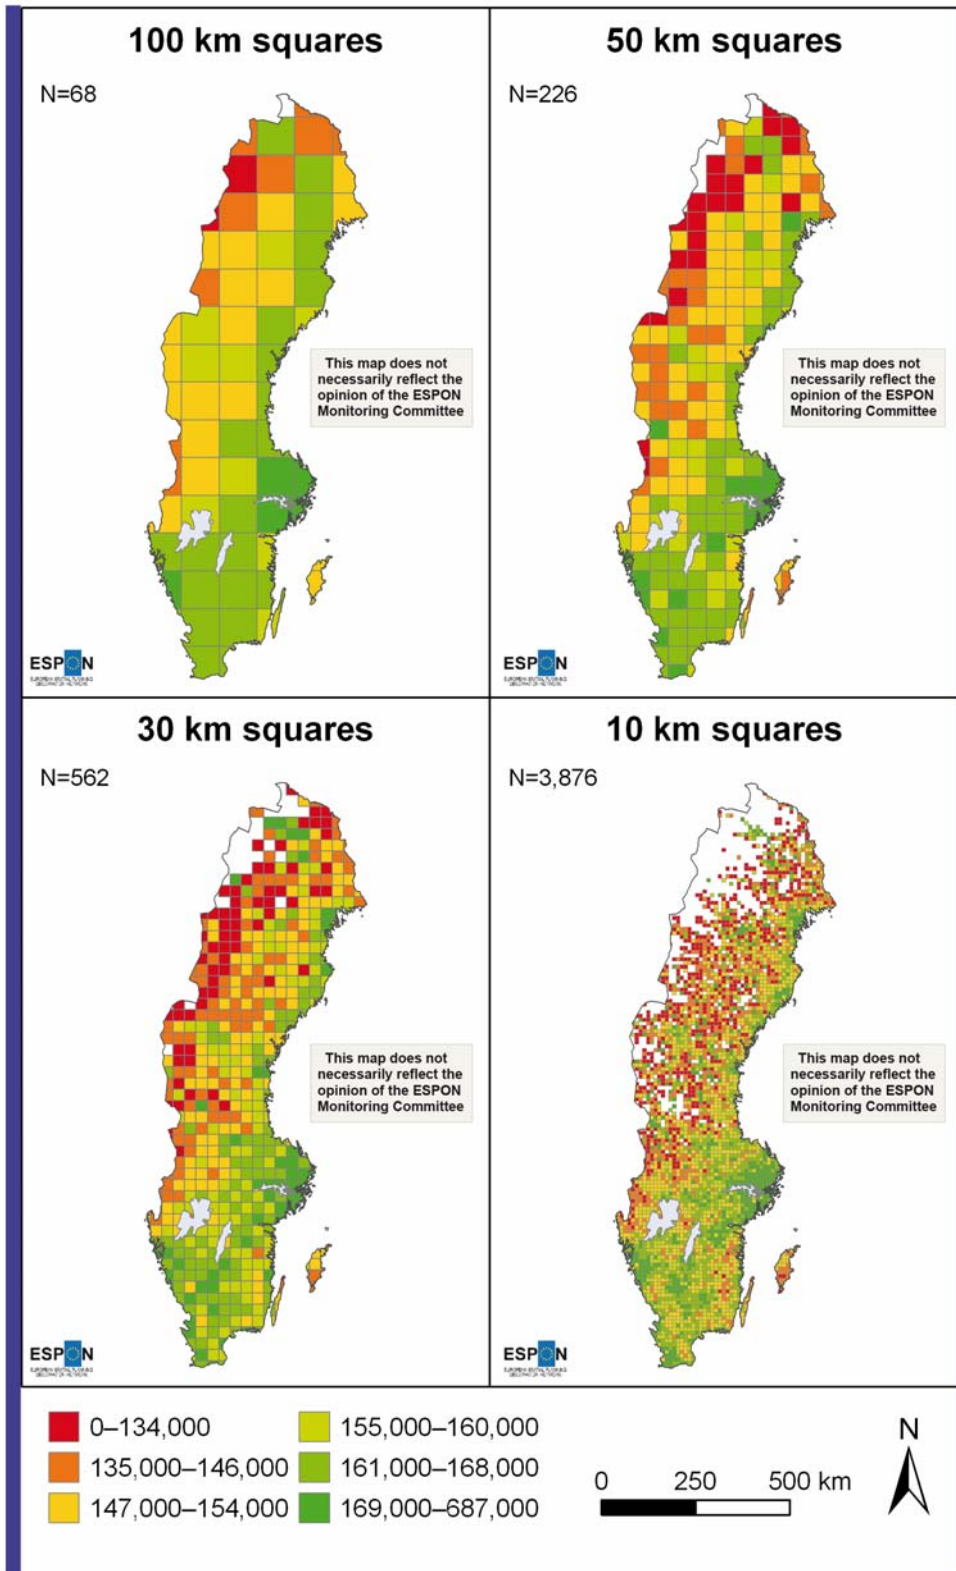 100 km squares
N=68
This map does not
necessarily reflect the
opinion of the ESPON
Monitoring Committee
ESPON
50 km squares
N=226
This map does not
necessarily reflect the
opinion of the ESPON
Monitoring Committee
ESPON
30 km squares
N=562
This map does not
necessarily reflect the
opinion of the ESPON
Monitoring Committee
ESPON
10 km squares
N=3,876
This map does not
necessarily reflect the
opinion of the ESPON
Monitoring Committee
ESPON
0–134,000
135,000–146,000
147,000–154,000
155,000–160,000
161,000–168,000
169,000–687,000
0 250 500 km
N